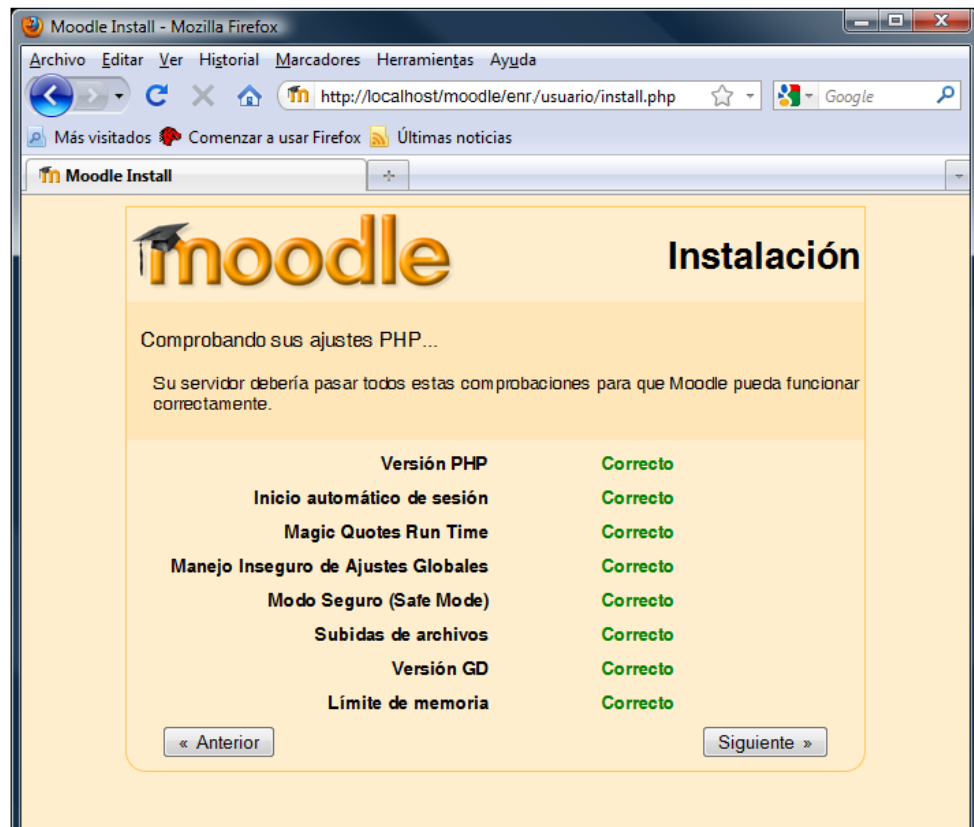 Moodle Install - Mozilla Firefox
Archivo Editar Ver Historial Marcadores Herramientas Ayuda
http://localhost/moodle/enr/usuario/install.php
Google
Más visitados Comenzar a usar Firefox Últimas noticias
Moodle Install
moodle
Instalación
Comprobando sus ajustes PHP...
Su servidor debería pasar todos estas comprobaciones para que Moodle pueda funcionar
correctamente.
Versión PHP Correcto
Inicio automático de sesión Correcto
Magic Quotes Run Time Correcto
Manejo Inseguro de Ajustes Globales Correcto
Modo Seguro (Safe Mode) Correcto
Subidas de archivos Correcto
Versión GD Correcto
Límite de memoria Correcto
« Anterior
Siguiente »